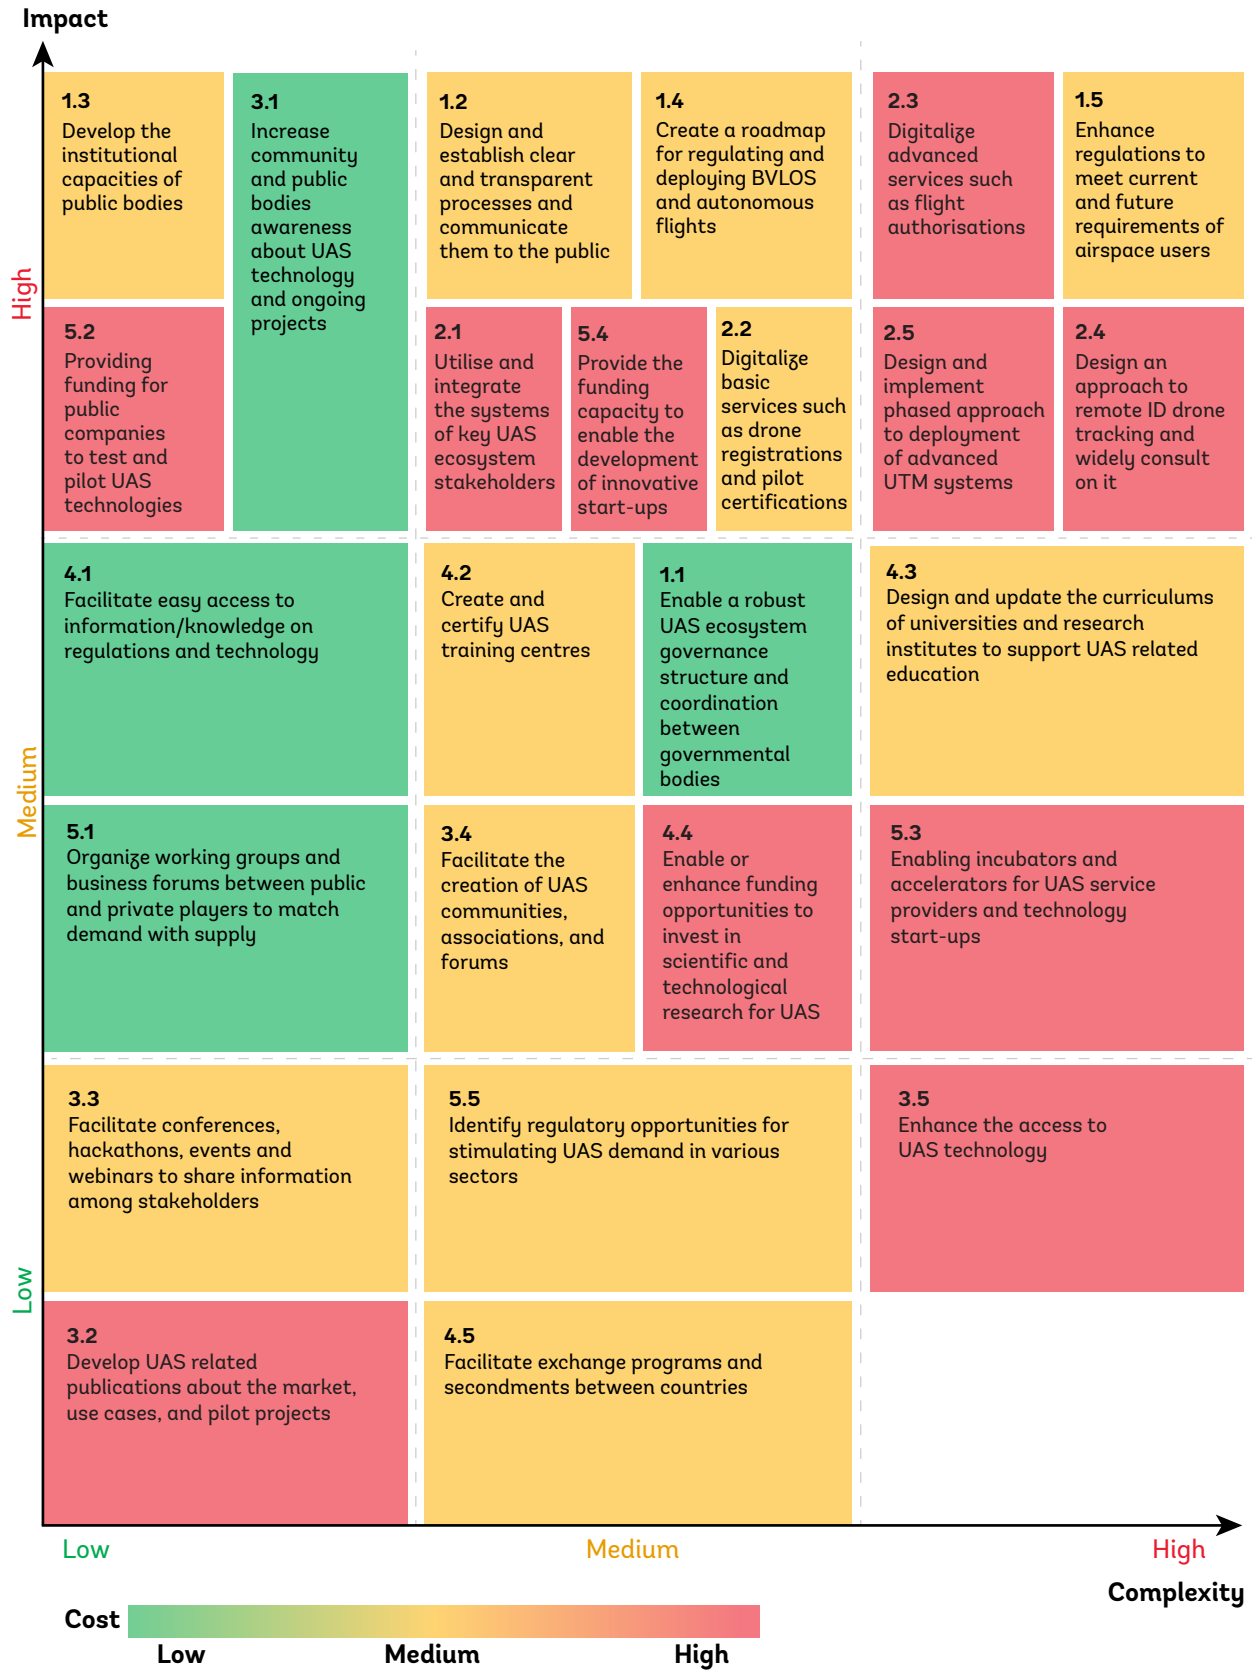 Impact
1.3
Develop the
institutional
capacities of
public bodies
3.1
Increase
community
and public
bodies
awareness
about UAS
technology
and ongoing
projects
1.2
Design and
establish clear
and transparent
processes and
communicate
them to the public
1.4
Create a roadmap
for regulating and
deploying BVLOS
and autonomous
flights
2.3
Digitalize
advanced
services such
as flight
authorisations
1.5
Enhance
regulations to
meet current
and future
requirements of
airspace users
High
5.2
Providing
funding for
public
companies
to test and
pilot UAS
technologies
2.1
Utilise and
integrate
the systems
of key UAS
ecosystem
stakeholders
5.4
Provide the
funding
capacity to
enable the
development
of innovative
start-ups
2.2
Digitalize
basic
services such
as drone
registrations
and pilot
certifications
2.5
Design and
implement
phased approach
to deployment
of advanced
UTM systems
2.4
Design an
approach to
remote ID drone
tracking and
widely consult
on it
4.1
Facilitate easy access to
information/knowledge on
regulations and technology
4.2
Create and
certify UAS
training centres
1.1
Enable a robust
UAS ecosystem
governance
structure and
coordination
between
governmental
bodies
4.3
Design and update the curriculums
of universities and research
institutes to support UAS related
education
Medium
5.1
Organize working groups and
business forums between public
and private players to match
demand with supply
3.4
Facilitate the
creation of UAS
communities,
associations, and
forums
4.4
Enable or
enhance funding
opportunities to
invest in
scientific and
technological
research for UAS
5.3
Enabling incubators and
accelerators for UAS service
providers and technology
start-ups
3.3
Facilitate conferences,
hackathons, events and
webinars to share information
among stakeholders
5.5
Identify regulatory opportunities for
stimulating UAS demand in various
sectors
3.5
Enhance the access to
UAS technology
Low
3.2
Develop UAS related
publications about the market,
use cases, and pilot projects
4.5
Facilitate exchange programs and
secondments between countries
Low
Medium
High
Complexity
Cost
Low
Medium
High